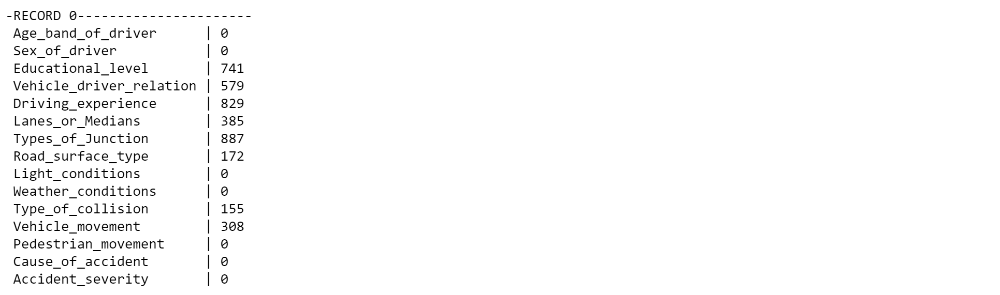 -RECORD 0----------------------
 Age_band_of_driver      | 0
 Sex_of_driver           | 0
 Educational_level       | 741
 Vehicle_driver_relation | 579
 Driving_experience      | 829
 Lanes_or_Medians        | 385
 Types_of_Junction       | 887
 Road_surface_type       | 172
 Light_conditions        | 0
 Weather_conditions      | 0
 Type_of_collision       | 155
 Vehicle_movement        | 308
 Pedestrian_movement     | 0
 Cause_of_accident       | 0
 Accident_severity       | 0